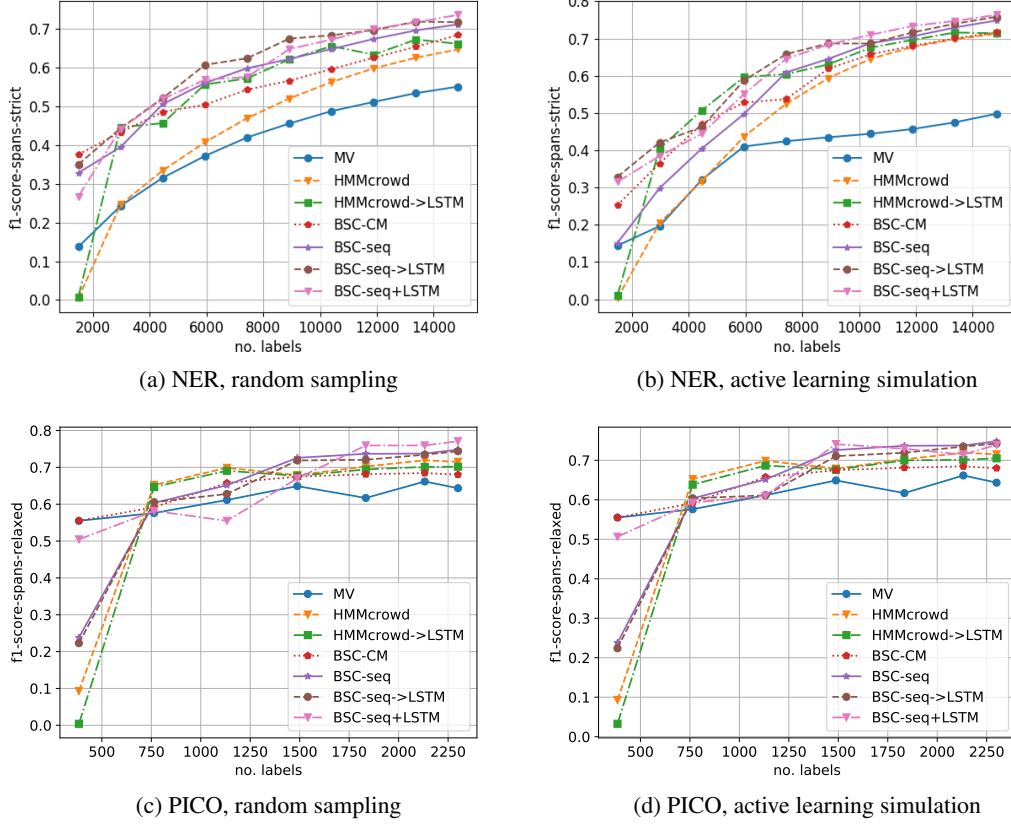 0.7
0.6
0.5
0.4
0.3
0.2
0.1
0.0
f1-score-spans-strict
MV
HMMcrowd
HMMcrowd->LSTM
BSC-CM
BSC-seq
BSC-seq->LSTM
BSC-seq+LSTM
2000 4000 6000 8000 10000 12000 14000
no. labels
(a) NER, random sampling
0.8
0.7
0.6
0.5
0.4
0.3
0.2
0.1
0.0
f1-score-spans-strict
MV
HMMcrowd
HMMcrowd->LSTM
BSC-CM
BSC-seq
BSC-seq->LSTM
BSC-seq+LSTM
2000 4000 6000 8000 10000 12000 14000
no. labels
(b) NER, active learning simulation
0.8
0.7
0.6
0.5
0.4
0.3
0.2
0.1
0.0
f1-score-spans-relaxed
MV
HMMcrowd
HMMcrowd->LSTM
BSC-CM
BSC-seq
BSC-seq->LSTM
BSC-seq+LSTM
500 750 1000 1250 1500 1750 2000 2250
no. labels
(c) PICO, random sampling
0.7
0.6
0.5
0.4
0.3
0.2
0.1
0.0
f1-score-spans-relaxed
MV
HMMcrowd
HMMcrowd->LSTM
BSC-CM
BSC-seq
BSC-seq->LSTM
BSC-seq+LSTM
500 750 1000 1250 1500 1750 2000 2250
no. labels
(d) PICO, active learning simulation